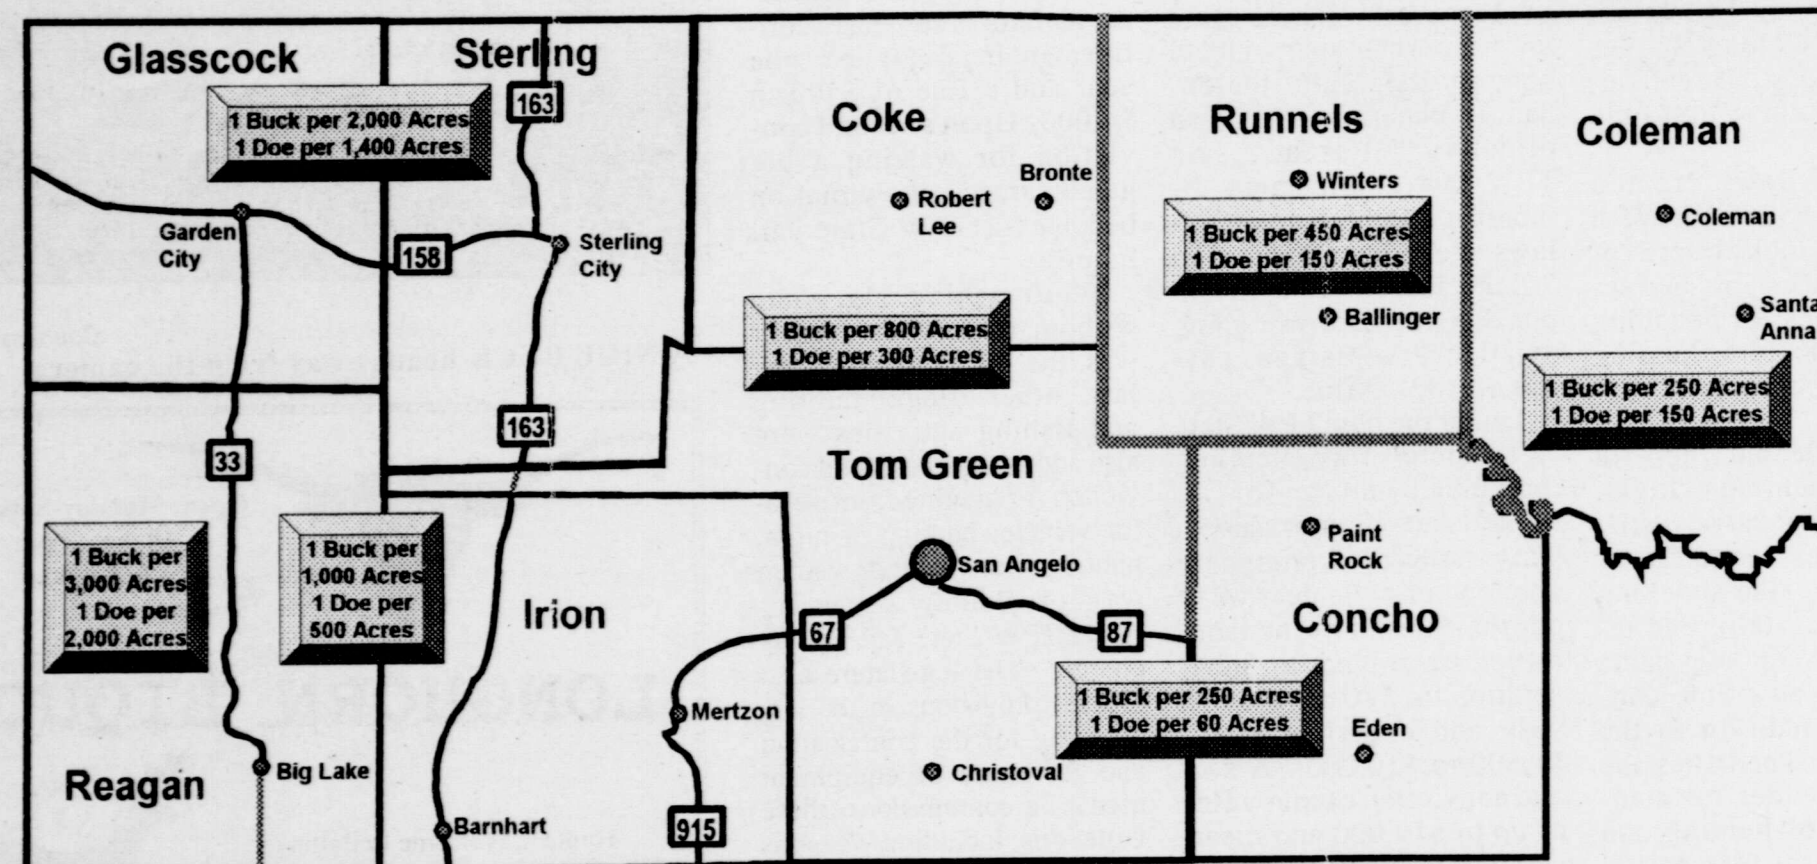 Glasscock
Sterling
163
1 Buck per 2,000 Acres
1 Doe per 1,400 Acres
Coke
Runnels
Coleman
Bronte
Robert
Lee
Winters
Coleman
Garden
City
158
Sterling
City
1 Buck per 450 Acres
1 Doe per 150 Acres
Ballinger
Santa
Anna
1 Buck per 800 Acres
1 Doe per 300 Acres
1 Buck per 250 Acres
1 Doe per 150 Acres
163
33
Tom Green
1 Buck per
3,000 Acres
1 Doe per
2,000 Acres
1 Buck per
1,000 Acres
1 Doe per
500 Acres
Irion
San Angelo
Paint
Rock
Concho
67
87
1 Buck per 250 Acres
1 Doe per 60 Acres
Mertzon
Eden
Reagan
Big Lake
Christoval
Barnhart
915